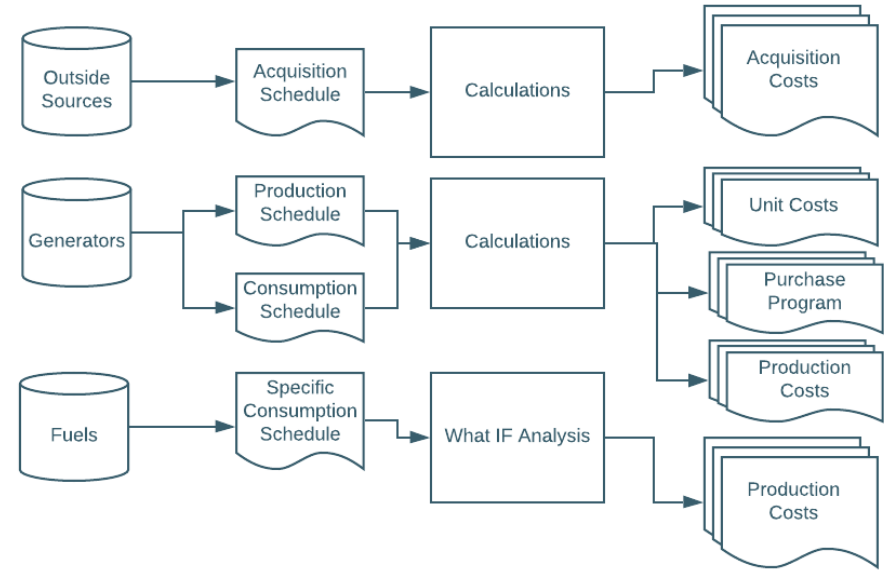 Outside
Sources
Acquisition
Schedule
Calculations
Acquisition
Costs
Generators
Production
Schedule
Consumption
Schedule
Calculations
Unit Costs
Purchase
Program
Production
Costs
Fuels
Specific
Consumption
Schedule
What IF Analysis
Production
Costs